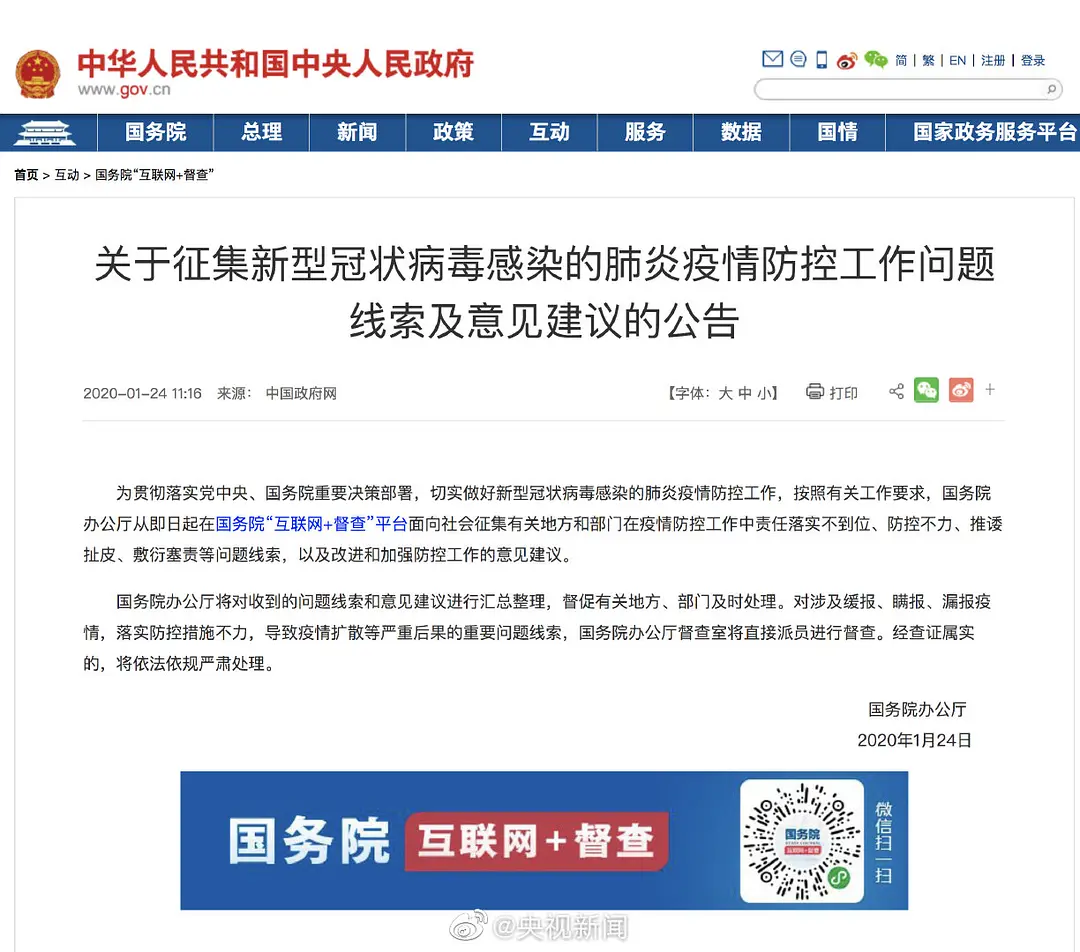 中华人民共和国中央人民政府
www.gov.cn
简 | 繁 | EN | 注册 | 登录
国务院 总理 新闻 政策 互动 服务 数据 国情 国家政务服务平台
首页 > 互动 > 国务院“互联网+督查”
关于征集新型冠状病毒感染的肺炎疫情防控工作问题
线索及意见建议的公告
2020-01-24 11:16 来源： 中国政府网 【字体：大 中 小】 打印
为贯彻落实党中央、国务院重要决策部署，切实做好新型冠状病毒感染的肺炎疫情防控工作，按照有关工作要求，国务院
办公厅从即日起在国务院“互联网+督查”平台面向社会征集有关地方和部门在疫情防控工作中责任落实不到位、防控不力、推诿
扯皮、敷衍塞责等问题线索，以及改进和加强防控工作的意见建议。
国务院办公厅将对收到的问题线索和意见建议进行汇总整理，督促有关地方、部门及时处理。对涉及缓报、瞒报、漏报疫
情，落实防控措施不力，导致疫情扩散等严重后果的重要问题线索，国务院办公厅督查室将直接派员进行督查。经查证属实
的，将依法依规严肃处理。
国务院办公厅
2020年1月24日
国务院 互联网+督查
国务院
互联网+督查
微信扫一扫
@央视新闻